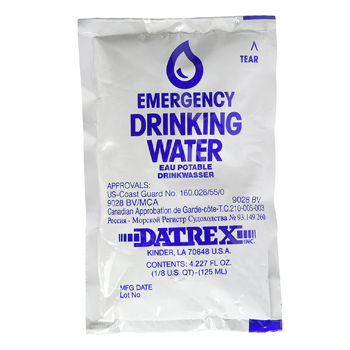 TEAR
EMERGENCY
DRINKING
WATER
EAU POTABLE
DRINKWASSER
APPROVALS:
US-Coast Guard No. 160.026/55/0
9028 BV/MCA 9028 BV
Canadian Approbation de Garde-côte-T.C.210-005-003
Россия - Морской Регистр Судоходства № 93.149.260
DATREX INC.
KINDER, LA 70648 U.S.A.
CONTENTS: 4.227 FL OZ.
(1/8 U.S. QT) - (125 ML)
MFG DATE
Lot No